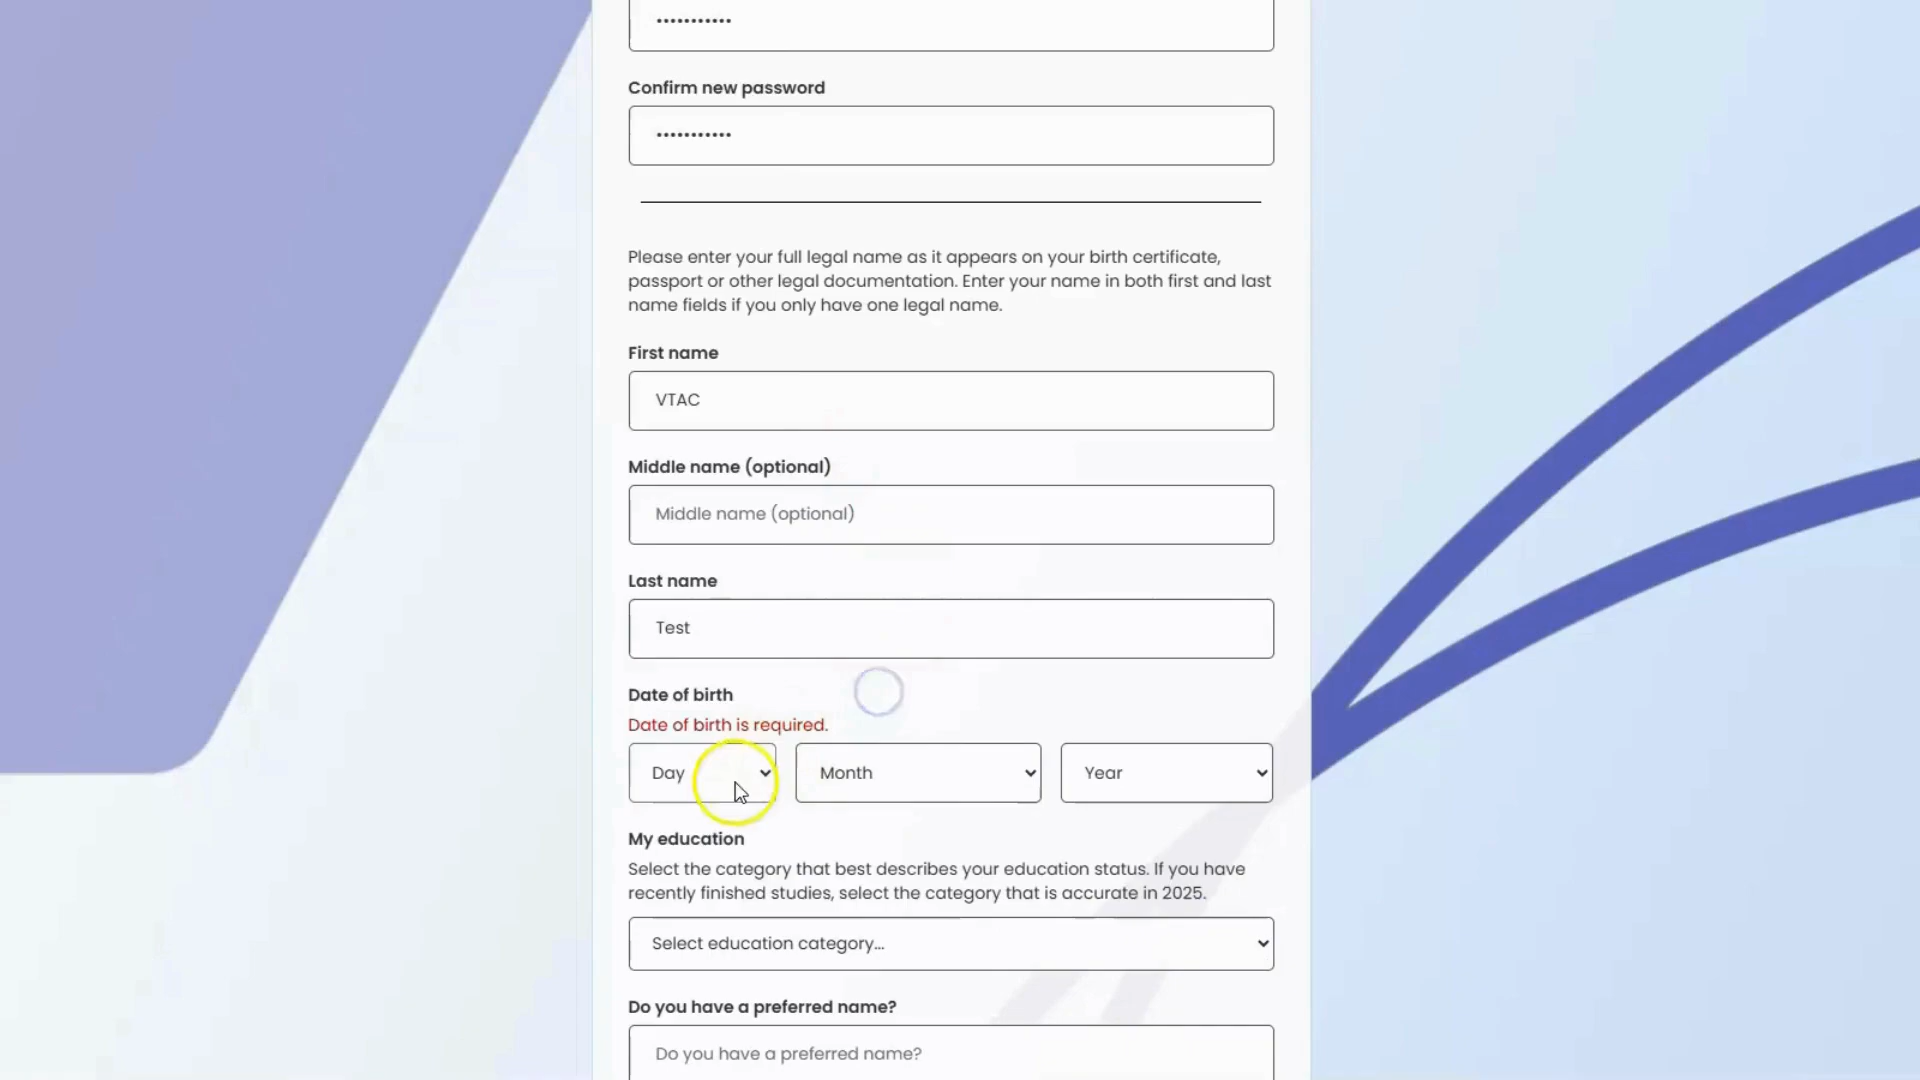 •••••••••••
Confirm new password
•••••••••••
Please enter your full legal name as it appears on your birth certificate,
passport or other legal documentation. Enter your name in both first and last
name fields if you only have one legal name.
First name
VTAC
Middle name (optional)
Middle name (optional)
Last name
Test
Date of birth
Date of birth is required.
Day Month Year
My education
Select the category that best describes your education status. If you have
recently finished studies, select the category that is accurate in 2025.
Select education category...
Do you have a preferred name?
Do you have a preferred name?